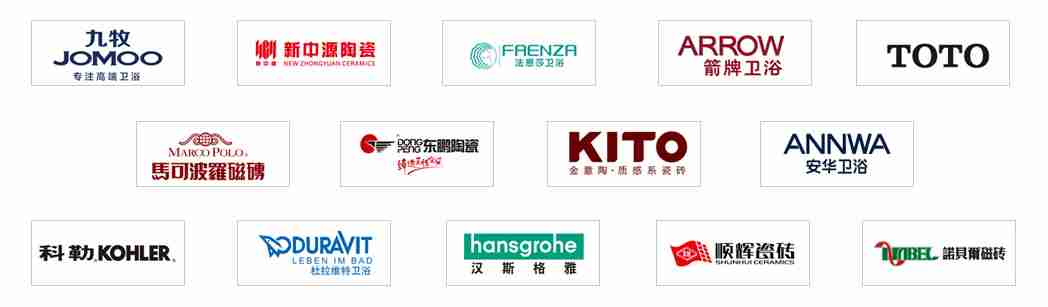 九牧
JOMOO
专注高端卫浴
新中源陶瓷
新中源
NEW ZHONGYUAN CERAMICS
FAENZA
法恩莎卫浴
ARROW
箭牌卫浴
TOTO
MARCO POLO
馬可波羅磁磚
DONG PENG 东鹏陶瓷
KITO
金意陶·质感系瓷砖
ANNWA
安华卫浴
科勒 KOHLER
DURAVIT
LEBEN IM BAD
杜拉维特卫浴
hansgrohe
汉斯格雅
顺辉瓷砖
SHUNHUI CERAMICS
NOBEL 諾貝爾磁砖